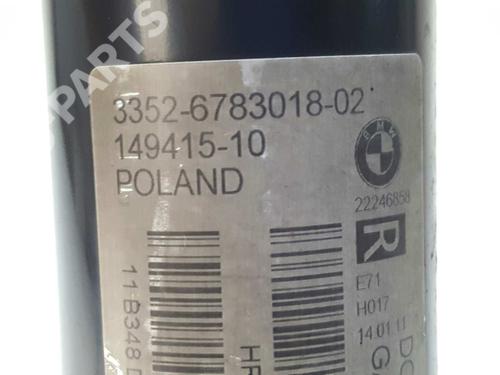 3352-6783018-02
149415-10
POLAND
BMW
22246858
R
E71
H017
14.01.11
11 B348
PARTS